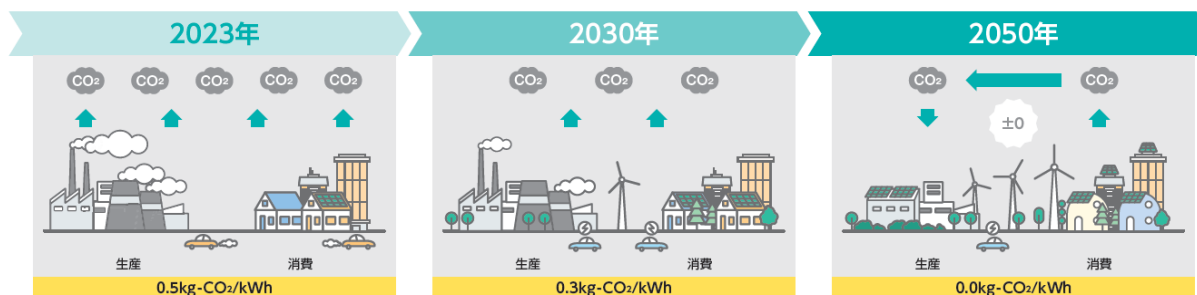 2023年
CO₂ CO₂ CO₂ CO₂ CO₂
生産 消費
0.5kg-CO₂/kWh
2030年
CO₂ CO₂ CO₂
生産 消費
0.3kg-CO₂/kWh
2050年
CO₂ CO₂
±0
生産 消費
0.0kg-CO₂/kWh